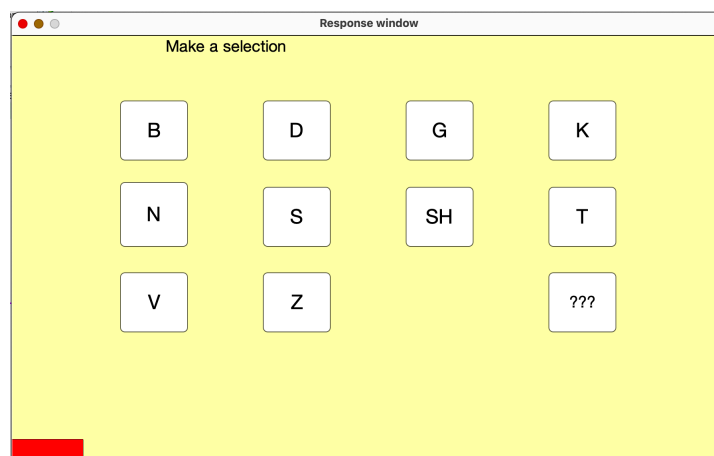 Response window
Make a selection
B D G K
N S SH T
V Z ???